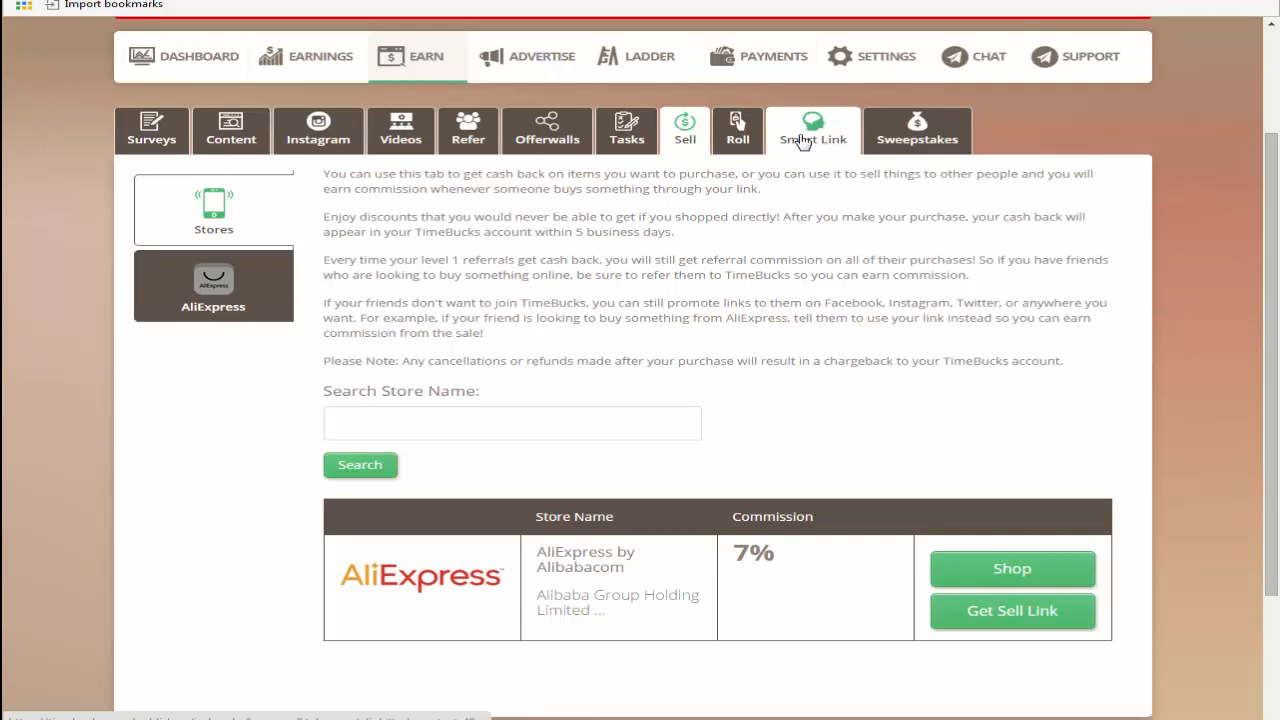 Import bookmarks
DASHBOARD EARNINGS EARN ADVERTISE LADDER PAYMENTS SETTINGS CHAT SUPPORT
Surveys Content Instagram Videos Refer Offerwalls Tasks Sell Roll Smart Link Sweepstakes
You can use this tab to get cash back on items you want to purchase, or you can use it to sell things to other people and you will
earn commission whenever someone buys something through your link.
Stores
Enjoy discounts that you would never be able to get if you shopped directly! After you make your purchase, your cash back will
appear in your TimeBucks account within 5 business days.
Every time your level 1 referrals get cash back, you will still get referral commission on all of their purchases! So if you have friends
who are looking to buy something online, be sure to refer them to TimeBucks so you can earn commissions.
AliExpress
AliExpress
If your friends don't want to join TimeBucks, you can still promote links to them on Facebook, Instagram, Twitter, or anywhere you
want. For example, if your friend is looking to buy something from AliExpress, tell them to use your link instead so you can earn
commission from the sale!
Please Note: Any cancellations or refunds made after your purchase will result in a chargeback to your TimeBucks account.
Search Store Name:
Search
Store Name Commission
AliExpress
AliExpress by
Alibabacom
Alibaba Group Holding
Limited ...
7%
Shop
Get Sell Link